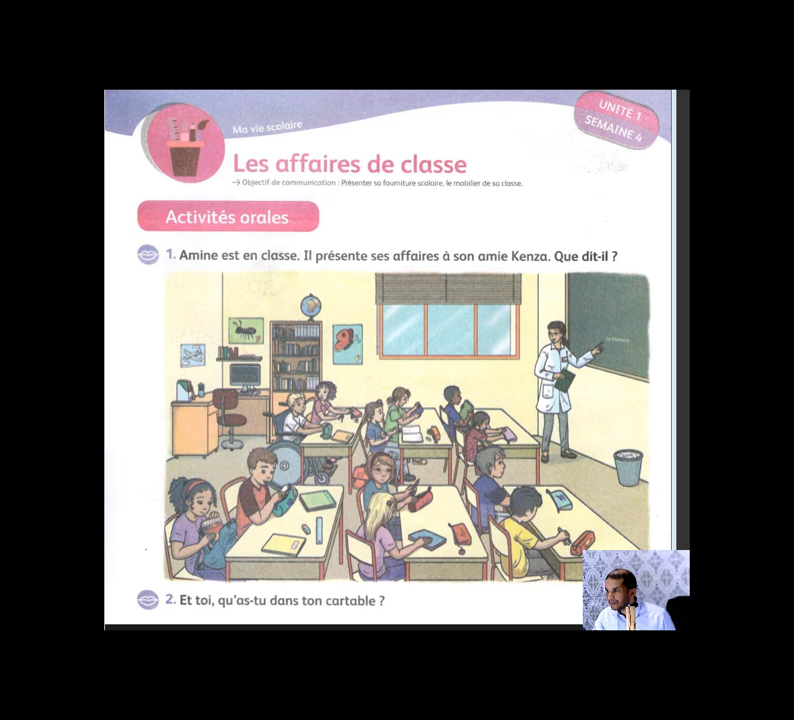 UNITÉ 1
SEMAINE 4
Ma vie scolaire
Les affaires de classe
→ Objectif de communication : Présenter sa fourniture scolaire, le mobilier de sa classe.
Activités orales
1. Amine est en classe. Il présente ses affaires à son amie Kenza. Que dit-il ?
2. Et toi, qu'as-tu dans ton cartable ?